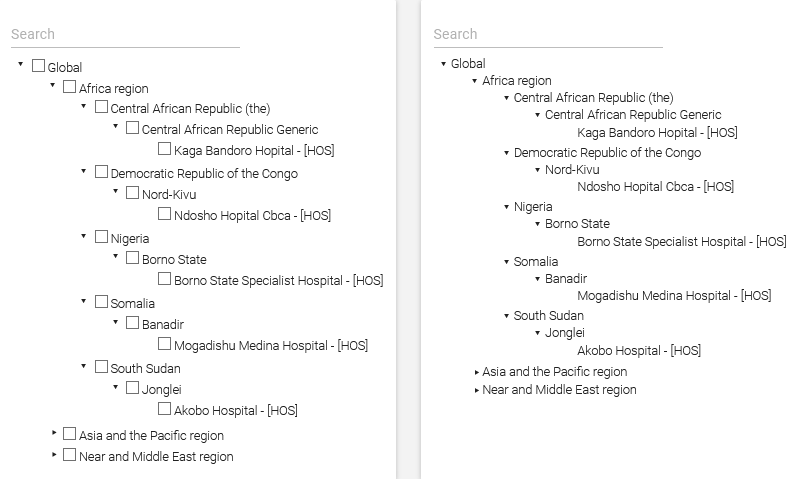 Search
Global
Africa region
Central African Republic (the)
Central African Republic Generic
Kaga Bandoro Hopital - [HOS]
Democratic Republic of the Congo
Nord-Kivu
Ndosho Hopital Cbca - [HOS]
Nigeria
Borno State
Borno State Specialist Hospital - [HOS]
Somalia
Banadir
Mogadishu Medina Hospital - [HOS]
South Sudan
Jonglei
Akobo Hospital - [HOS]
Asia and the Pacific region
Near and Middle East region
Search
Global
Africa region
Central African Republic (the)
Central African Republic Generic
Kaga Bandoro Hopital - [HOS]
Democratic Republic of the Congo
Nord-Kivu
Ndosho Hopital Cbca - [HOS]
Nigeria
Borno State
Borno State Specialist Hospital - [HOS]
Somalia
Banadir
Mogadishu Medina Hospital - [HOS]
South Sudan
Jonglei
Akobo Hospital - [HOS]
Asia and the Pacific region
Near and Middle East region